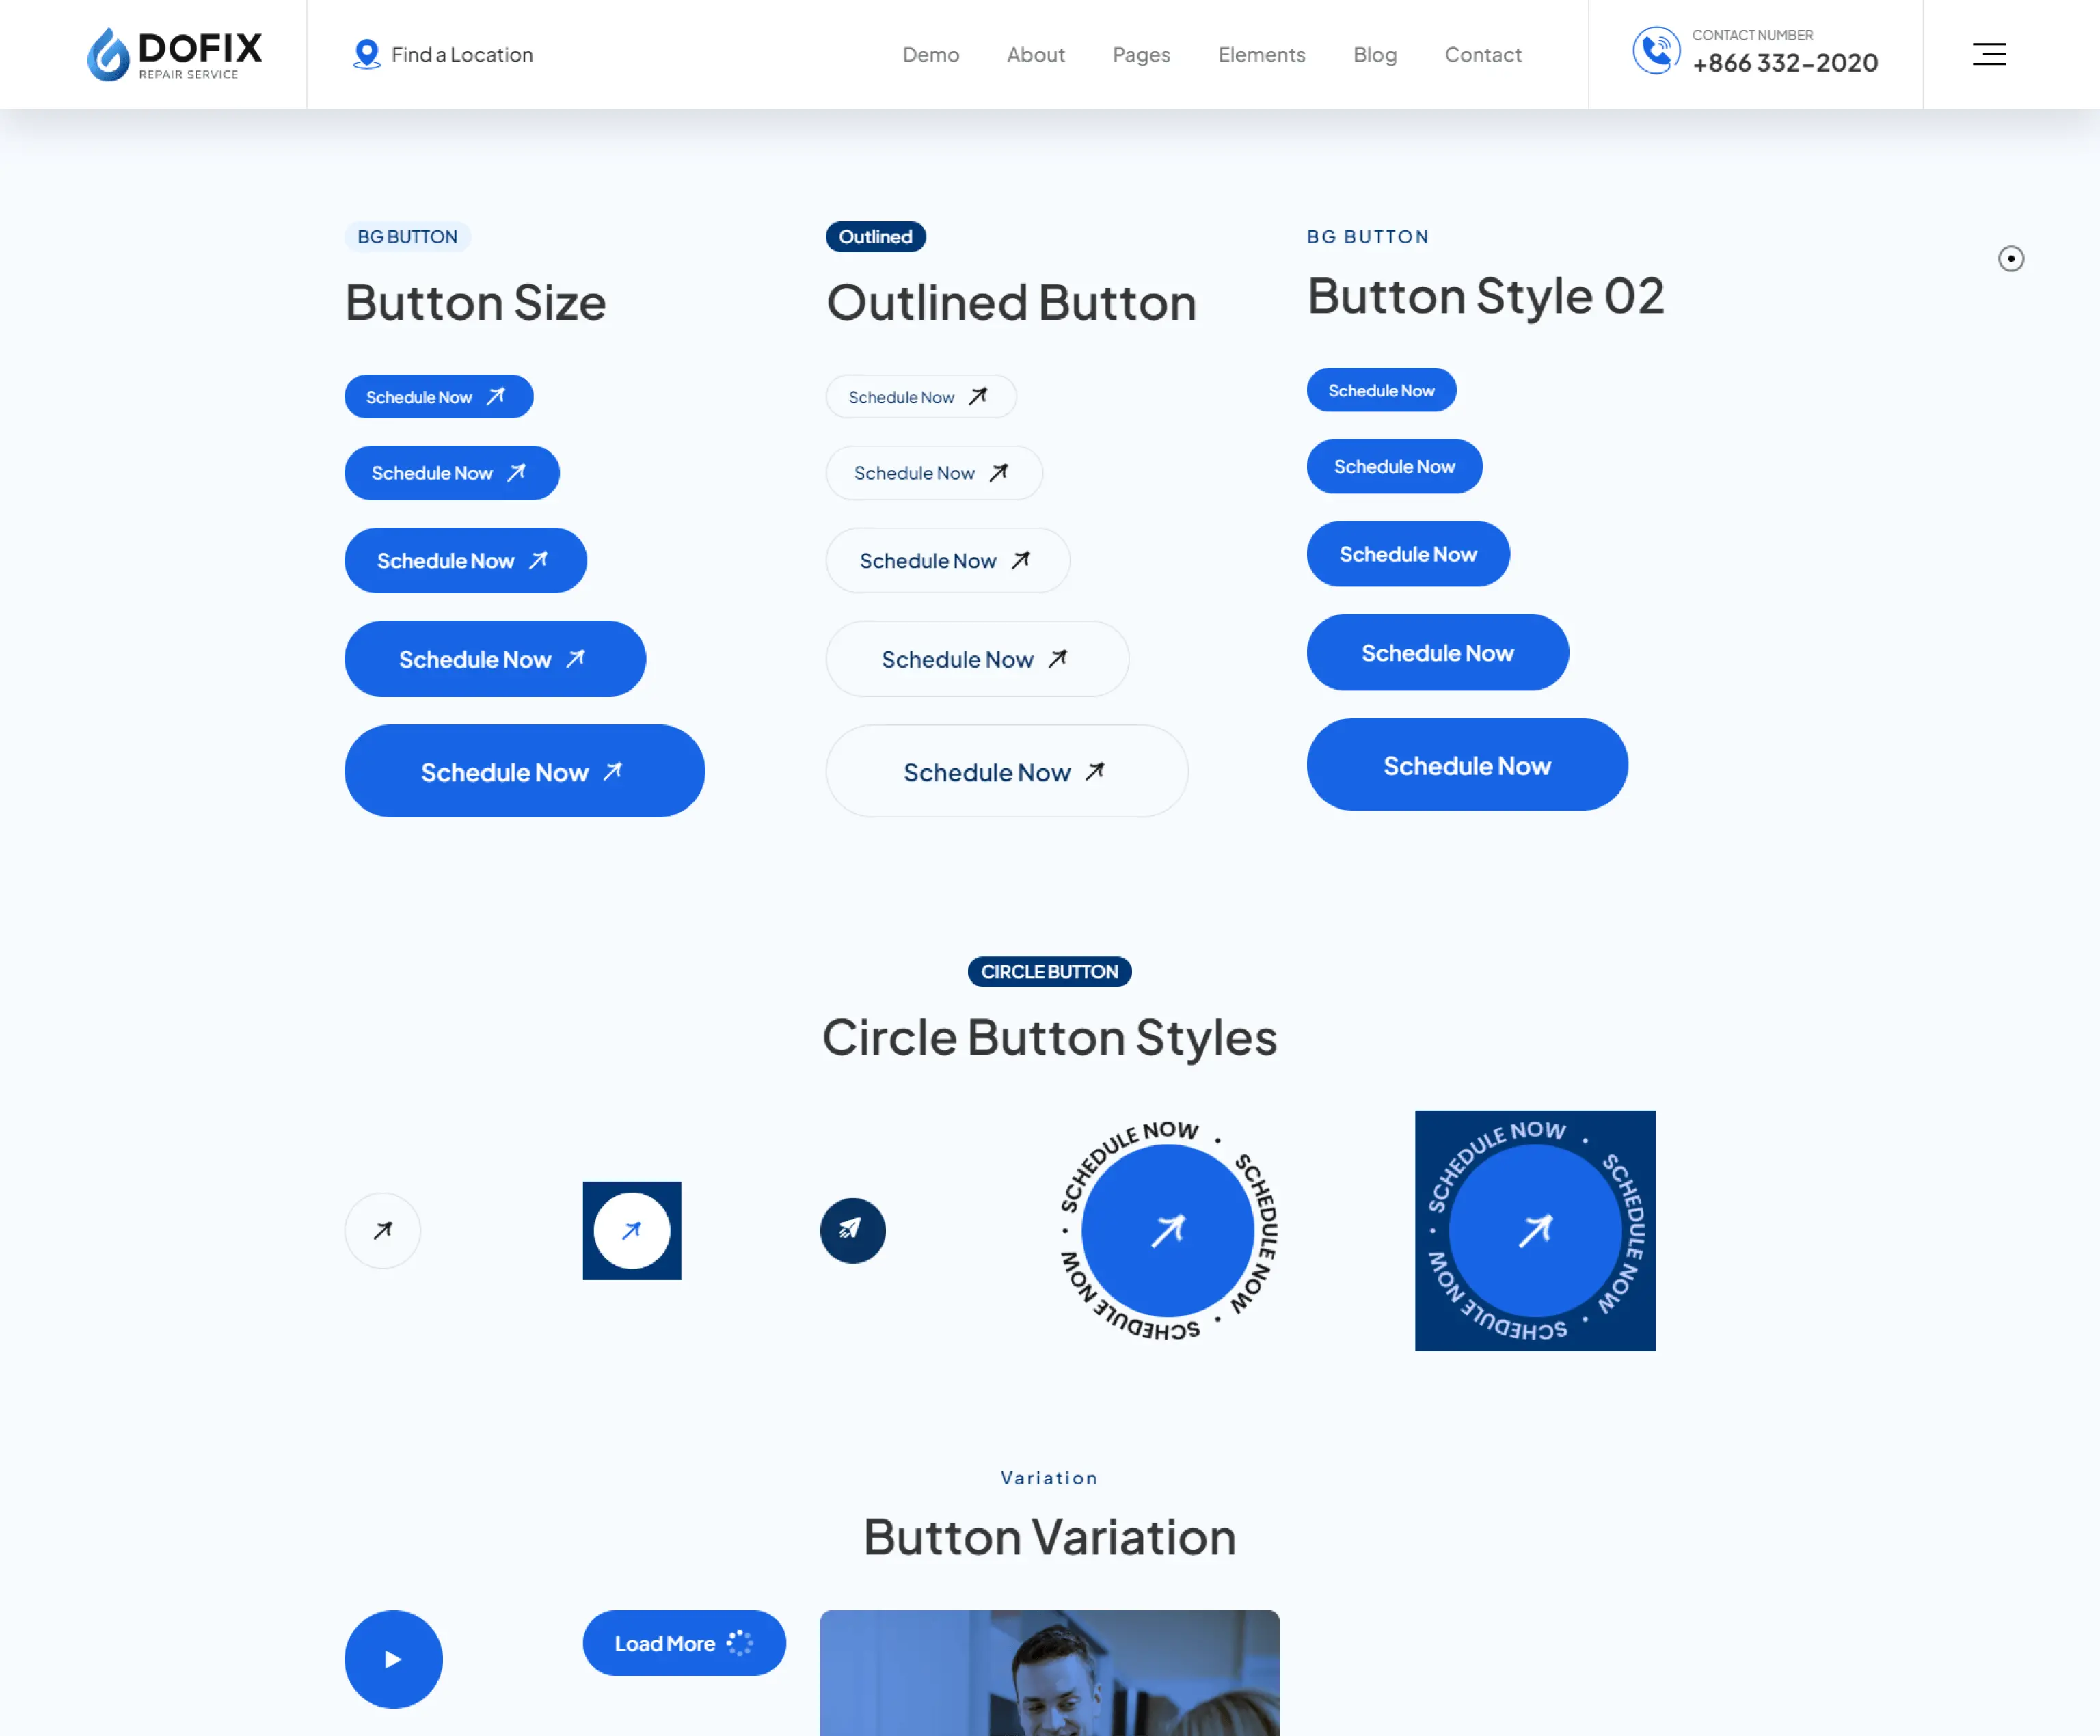 DOFIX
REPAIR SERVICE
Find a Location
Demo
About
Pages
Elements
Blog
Contact
CONTACT NUMBER
+866 332-2020
BG BUTTON
Button Size
Schedule Now
Schedule Now
Schedule Now
Schedule Now
Schedule Now
Outlined
Outlined Button
Schedule Now
Schedule Now
Schedule Now
Schedule Now
Schedule Now
BG BUTTON
Button Style 02
Schedule Now
Schedule Now
Schedule Now
Schedule Now
Schedule Now
CIRCLE BUTTON
Circle Button Styles
SCHEDULE NOW • SCHEDULE NOW • SCHEDULE NOW •
SCHEDULE NOW • SCHEDULE NOW • SCHEDULE NOW •
Variation
Button Variation
Load More